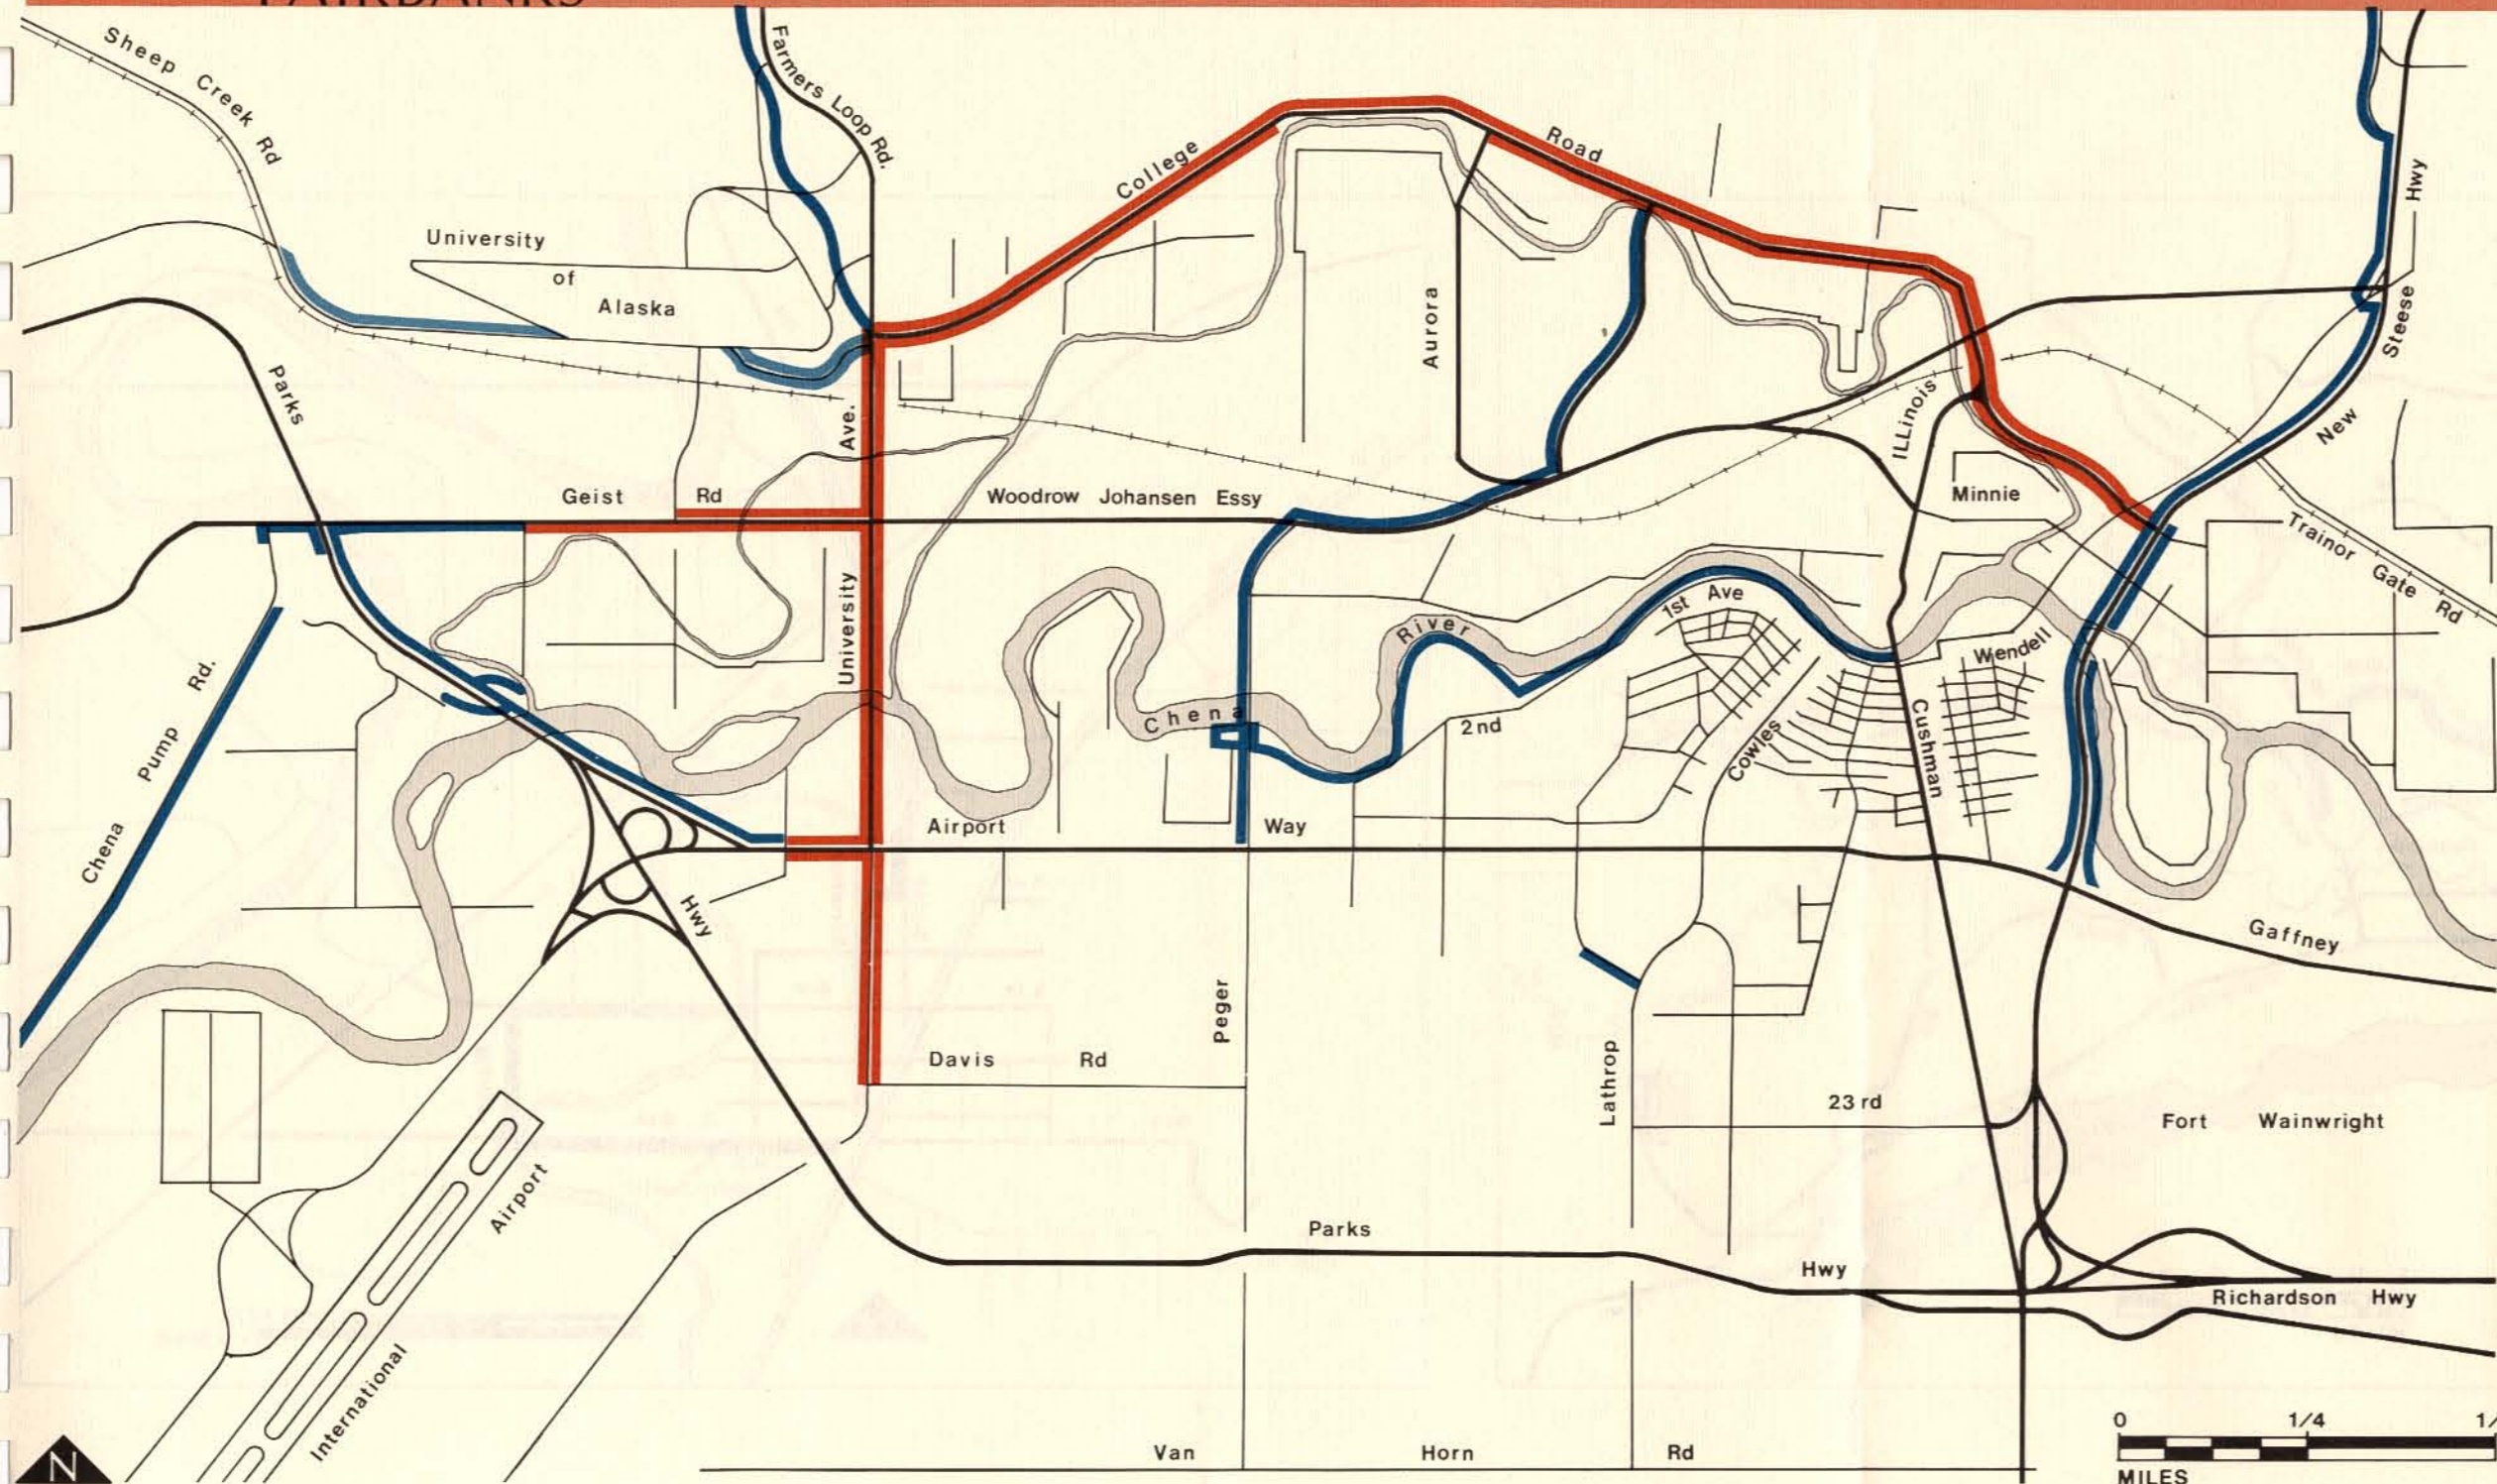 FAIRBANKS
Sheep Creek Rd
Farmers Loop Rd.
College Road
University
of
Alaska
Parks
Hwy
Ave.
University
Aurora
Steese Hwy
New
ILLinois
Minnie
Geist Rd
Woodrow Johansen Essy
Trainor Gate Rd
Chena Pump Rd.
1st Ave
River
Chena
Wendell
2nd
Cowles
Cushman
Airport Way
Gaffney
Peger
Davis Rd
Lathrop
23 rd
Fort Wainwright
International Airport
Parks
Hwy
Richardson Hwy
Van Horn Rd
0 1/4 1/
MILES
N